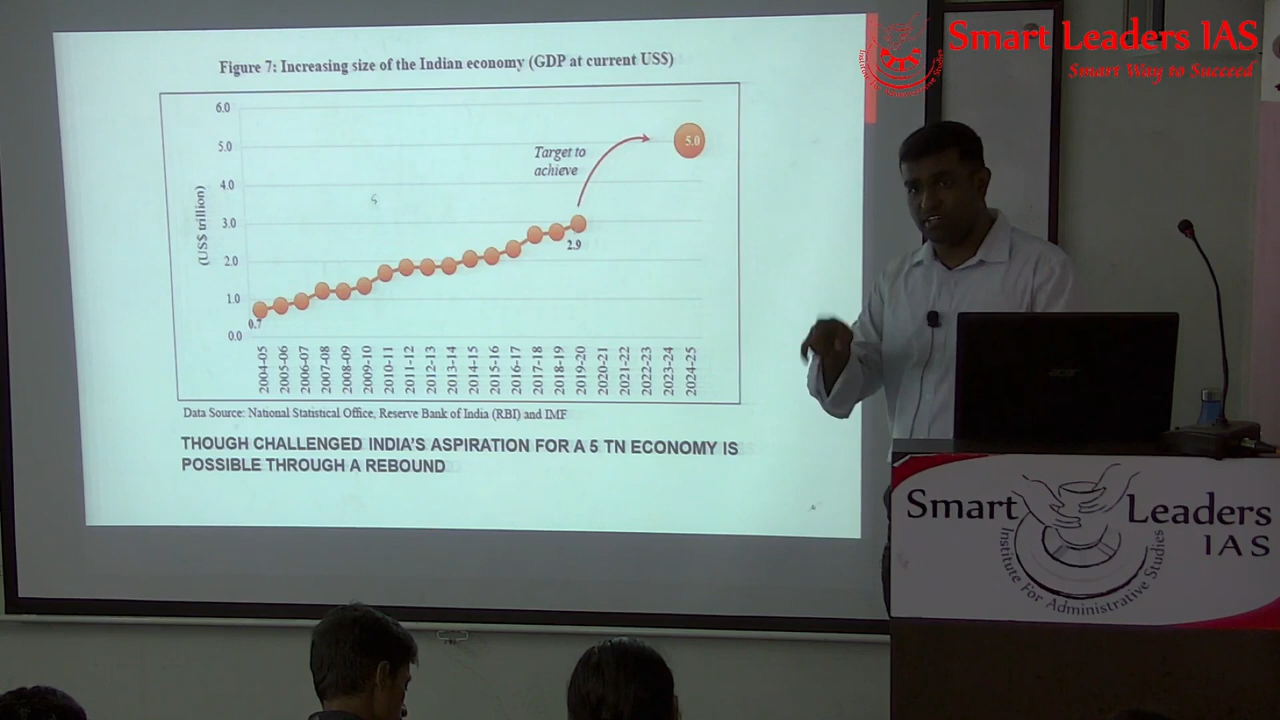 Smart Leaders IAS
Smart Way to Succeed
Figure 7: Increasing size of the Indian economy (GDP at current US$)
(US$ trillion)
6.0
5.0
4.0
3.0
2.0
1.0
0.0
0.7
2.9
Target to
achieve
5.0
2004-05
2005-06
2006-07
2007-08
2008-09
2009-10
2010-11
2011-12
2012-13
2013-14
2014-15
2015-16
2016-17
2017-18
2018-19
2019-20
2020-21
2021-22
2022-23
2023-24
2024-25
Data Source: National Statistical Office, Reserve Bank of India (RBI) and IMF
THOUGH CHALLENGED INDIA'S ASPIRATION FOR A 5 TN ECONOMY IS
POSSIBLE THROUGH A REBOUND
acer
Smart Leaders
IAS
Institute For Administrative Studies